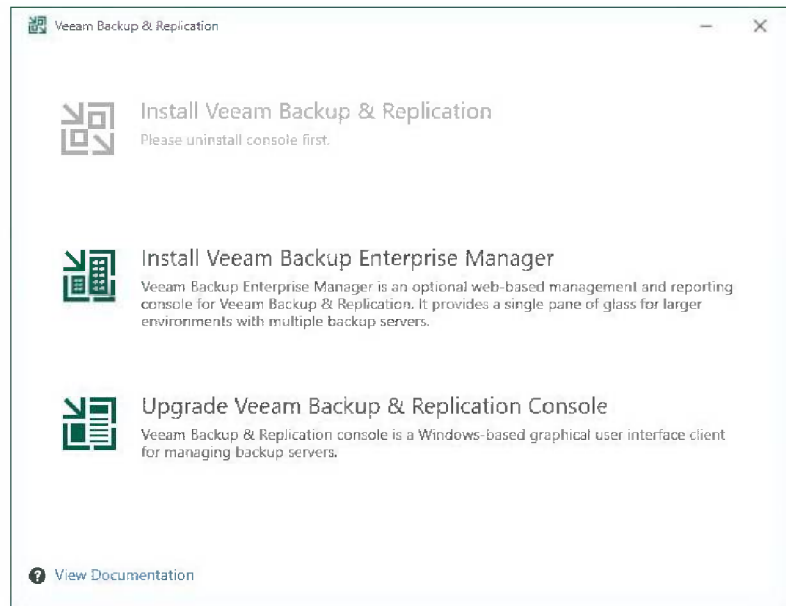 Veeam Backup & Replication
Install Veeam Backup & Replication
Please uninstall console first.
Install Veeam Backup Enterprise Manager
Veeam Backup Enterprise Manager is an optional web-based management and reporting
console for Veeam Backup & Replication. It provides a single pane of glass for larger
environments with multiple backup servers.
Upgrade Veeam Backup & Replication Console
Veeam Backup & Replication console is a Windows-based graphical user interface client
for managing backup servers.
View Documentation